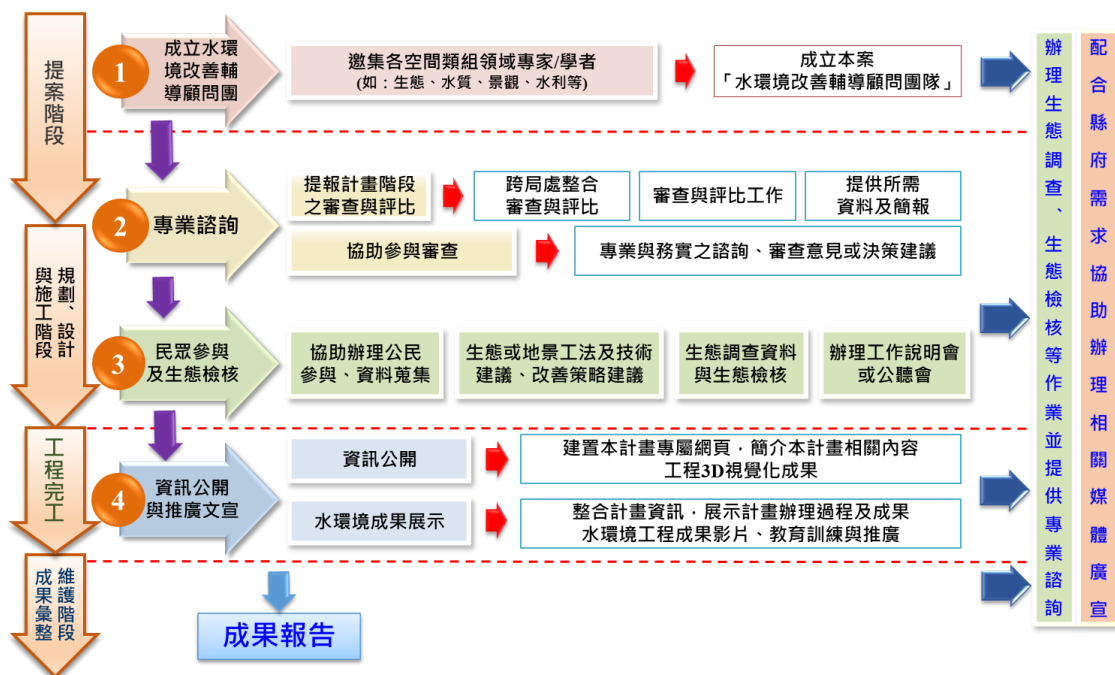 提案階段
1
成立水環
境改善輔
導顧問團
邀集各空間類組領域專家/學者
(如：生態、水質、景觀、水利等)
成立本案
「水環境改善輔導顧問團隊」
2
專業諮詢
提報計畫階段
之審查與評比
跨局處整合
審查與評比
審查與評比工作
提供所需
資料及簡報
協助參與審查
專業與務實之諮詢、審查意見或決策建議
規劃、設計
與施工階段
3
民眾參與
及生態檢核
協助辦理公民
參與、資料蒐集
生態或地景工法及技術
建議、改善策略建議
生態調查資料
與生態檢核
辦理工作說明會
或公聽會
工程完工
4
資訊公開
與推廣文宣
資訊公開
建置本計畫專屬網頁，簡介本計畫相關內容
工程3D視覺化成果
水環境成果展示
整合計畫資訊，展示計畫辦理過程及成果
水環境工程成果影片、教育訓練與推廣
維護階段
成果彙整
成果報告
配合縣府需求協助辦理相關媒體廣宣
辦理生態調查、生態檢核等作業並提供專業諮詢